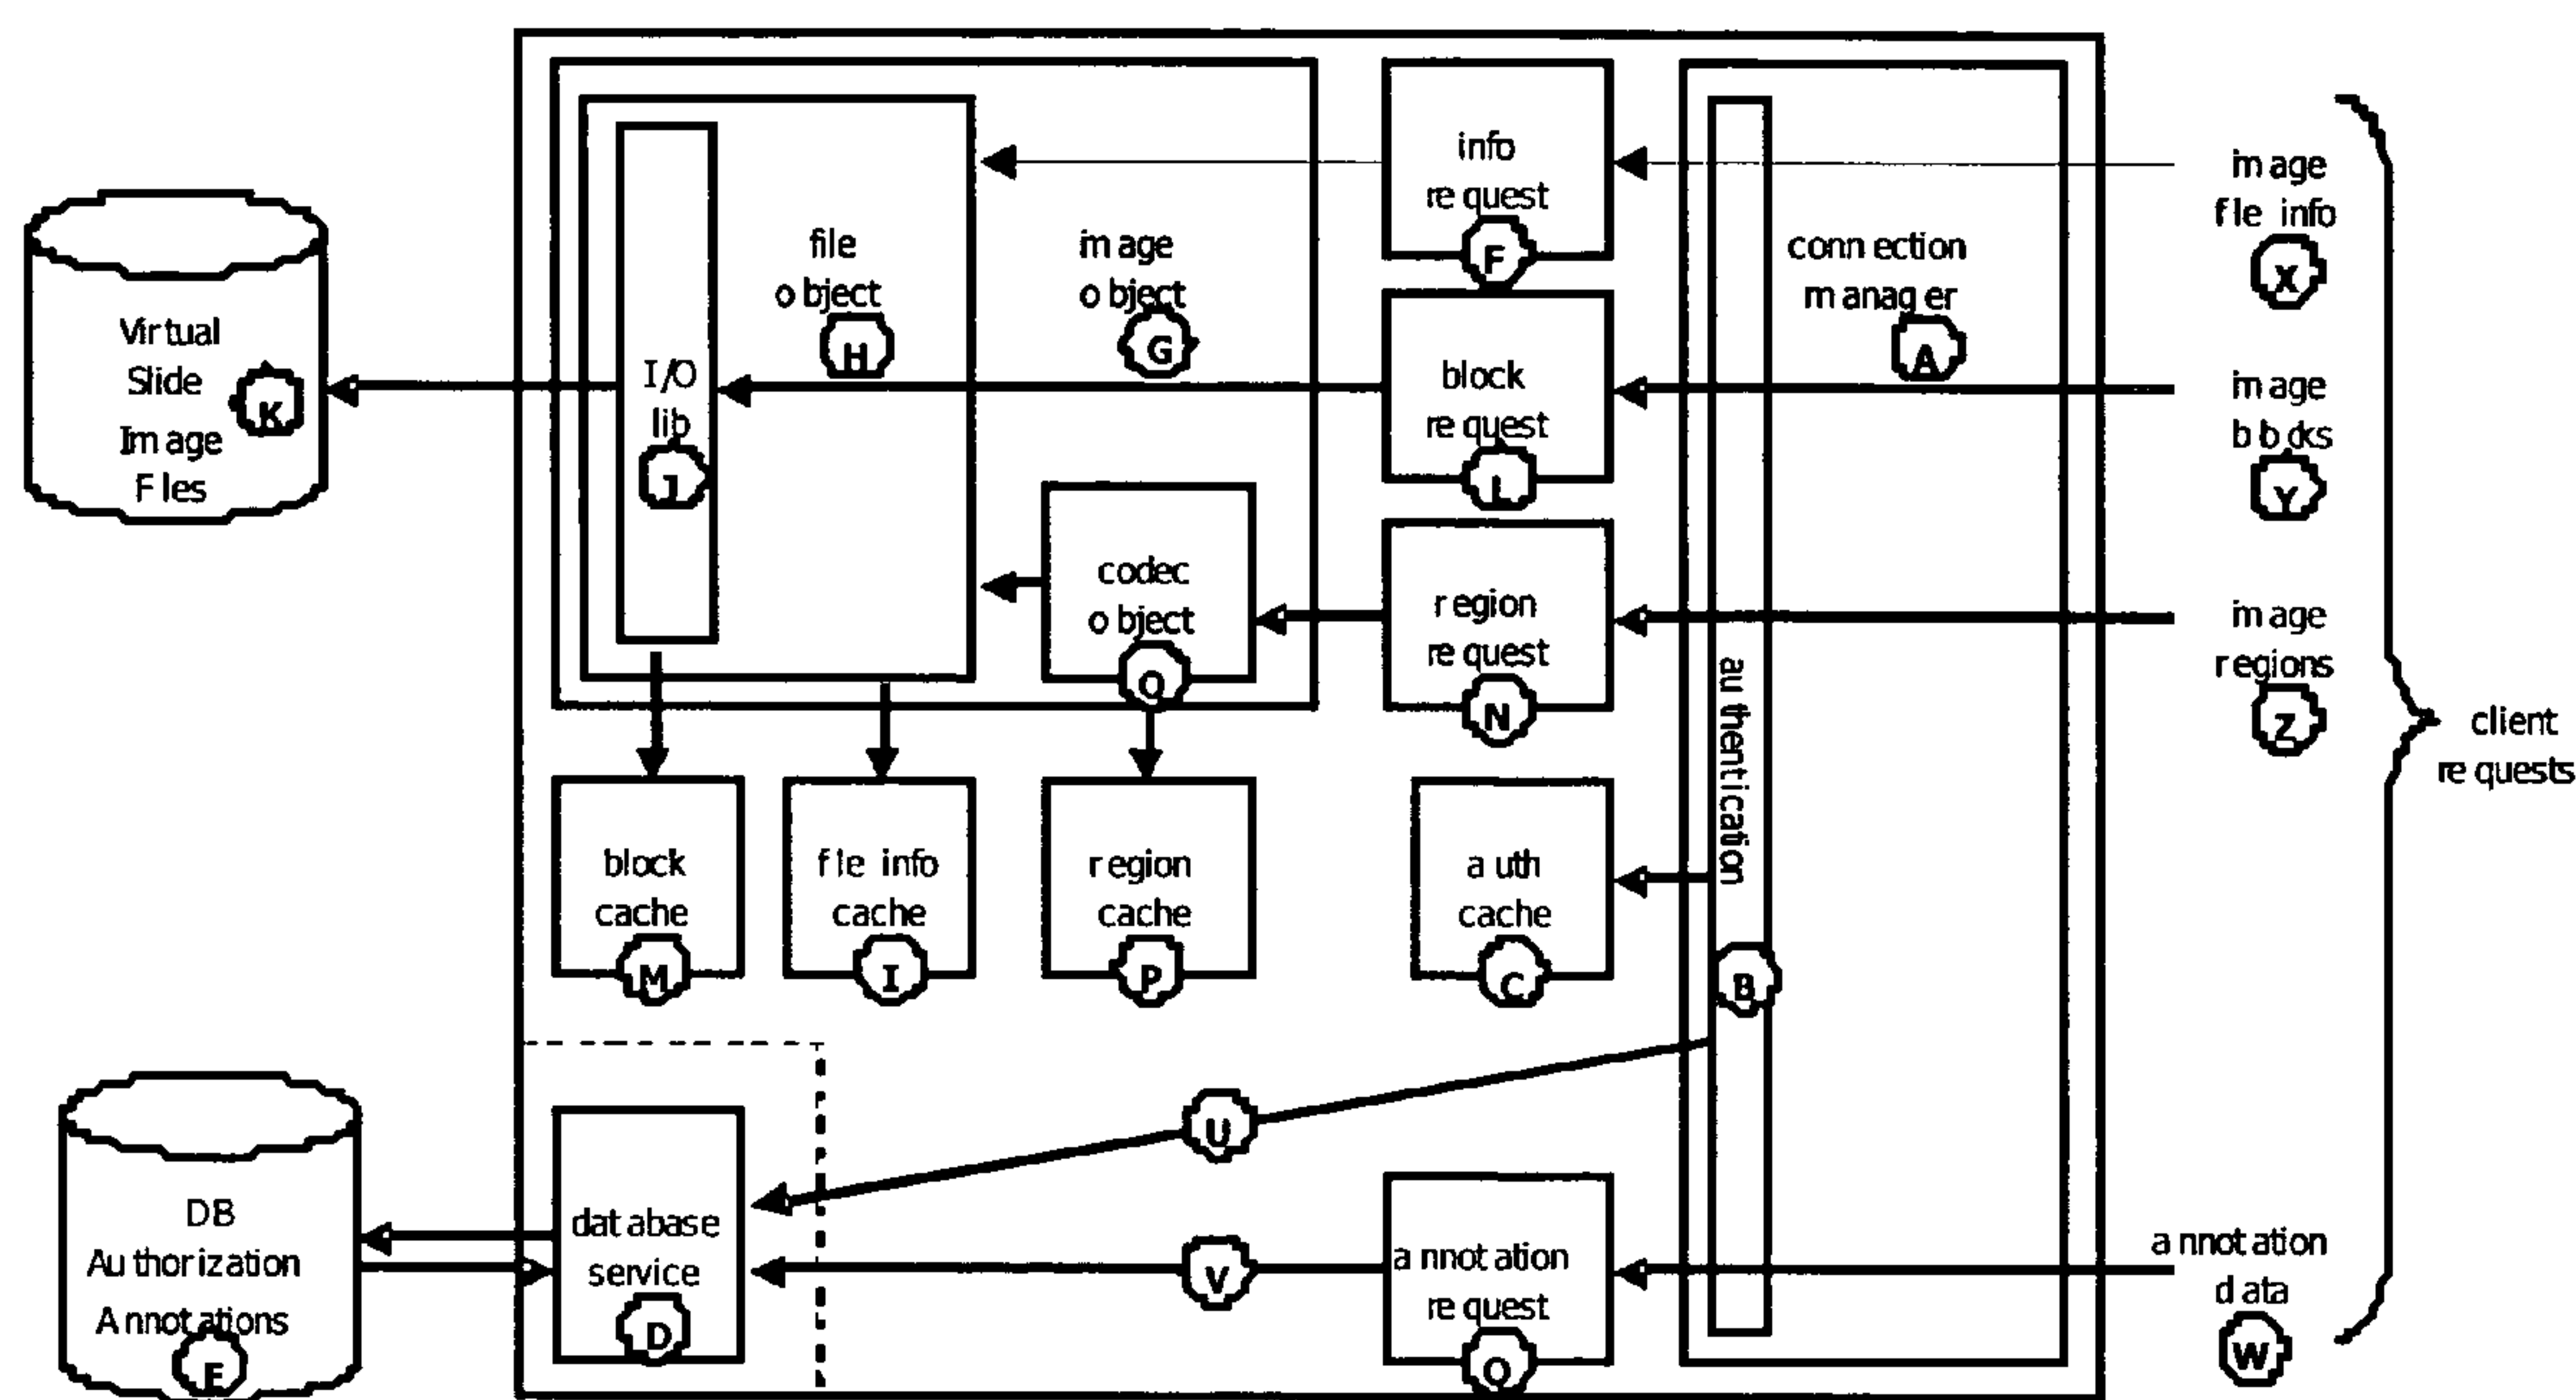 info
request
F
image
file info
X
file
object
H
image
object
G
connection
manager
A
Virtual
Slide
K
Image
Files
I/O
lib
J
block
request
L
image
Y
codec
object
O
region
request
N
image
regions
Z
authentication
B
client
requests
block
cache
M
file info
cache
I
region
cache
P
auth
cache
C
U
DB
Authorization
Annotations
E
database
service
D
V
annotation
request
Q
annotation
data
W